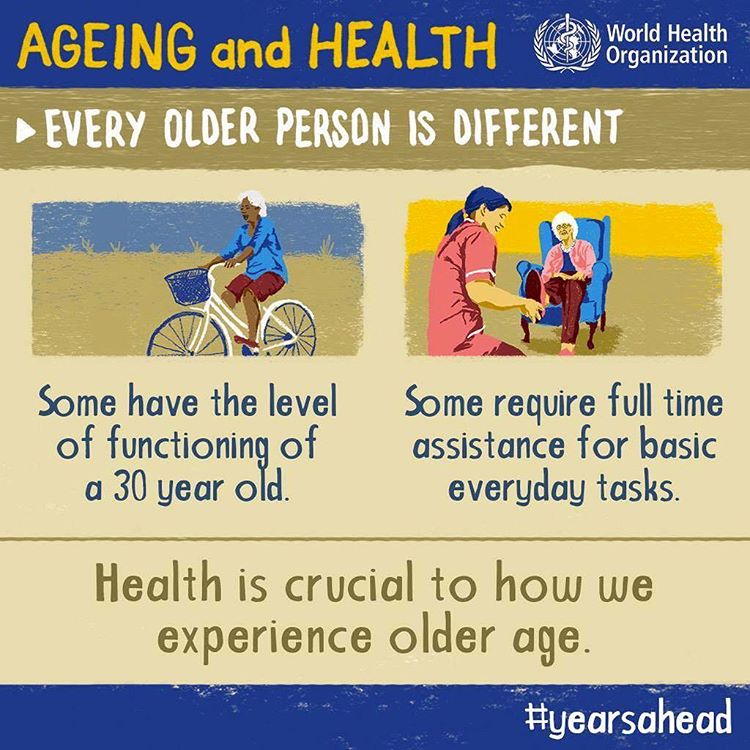 AGEING and HEALTH
World Health
Organization
EVERY OLDER PERSON IS DIFFERENT
Some have the level
of functioning of
a 30 year old.
Some require full time
assistance for basic
everyday tasks.
Health is crucial to how we
experience older age.
#yearsahead